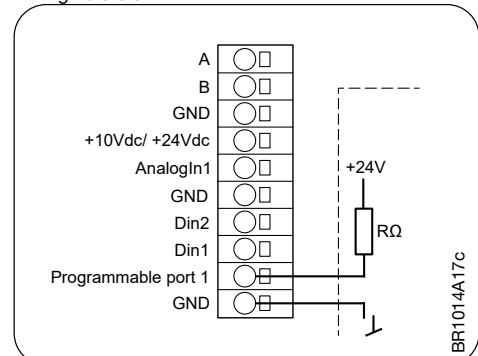 A
B
GND
+10Vdc/ +24Vdc
AnalogIn1
GND
Din2
Din1
Programmable port 1
GND
+24V
RΩ
BR1014A17c